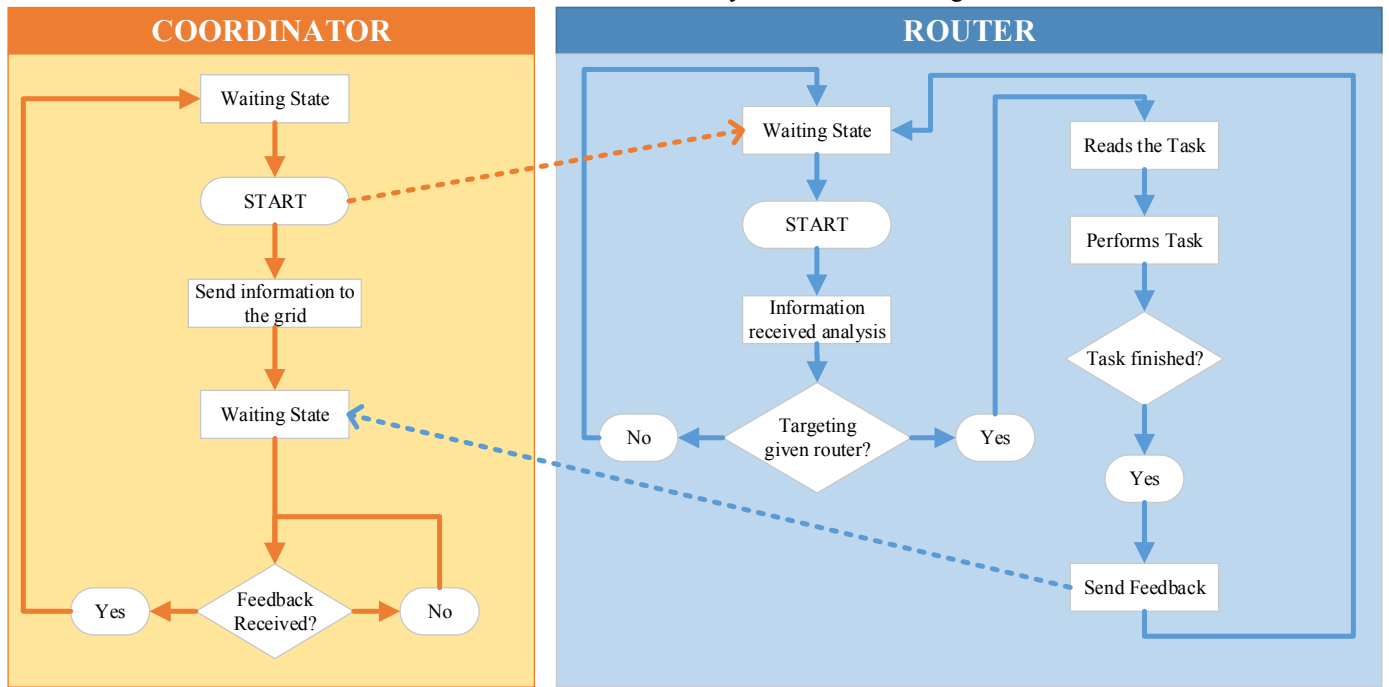 COORDINATOR
Waiting State
START
Send information to
the grid
Waiting State
Feedback
Received?
Yes
No
ROUTER
Waiting State
START
Information
received analysis
Targeting
given router?
No
Yes
Reads the Task
Performs Task
Task finished?
Yes
Send Feedback